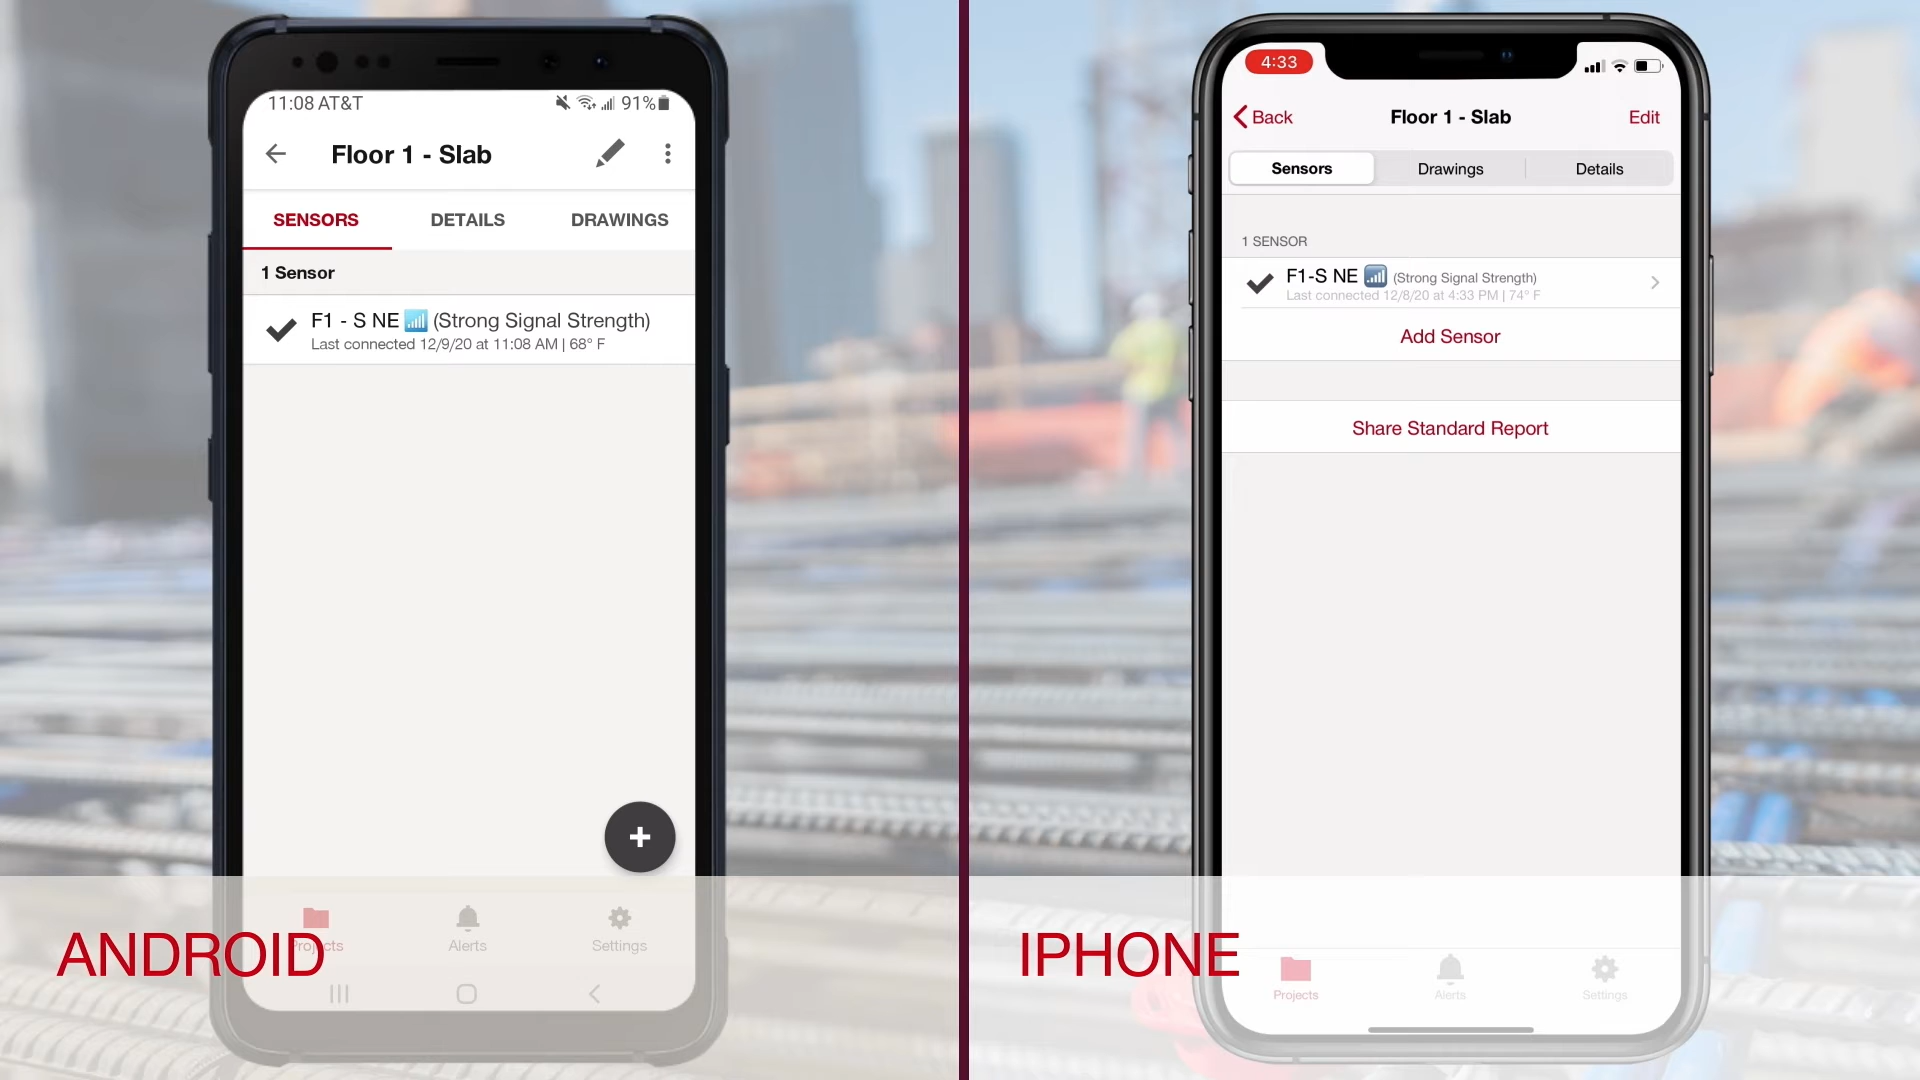 11:08 AT&T 91%
Floor 1 - Slab
SENSORS DETAILS DRAWINGS
1 Sensor
F1 - S NE (Strong Signal Strength)
Last connected 12/9/20 at 11:08 AM | 68° F
+
Projects Alerts Settings
ANDROID
4:33
Back Floor 1 - Slab Edit
Sensors Drawings Details
1 SENSOR
F1-S NE (Strong Signal Strength)
Last connected 12/8/20 at 4:33 PM | 74° F
Add Sensor
Share Standard Report
IPHONE
Projects Alerts Settings